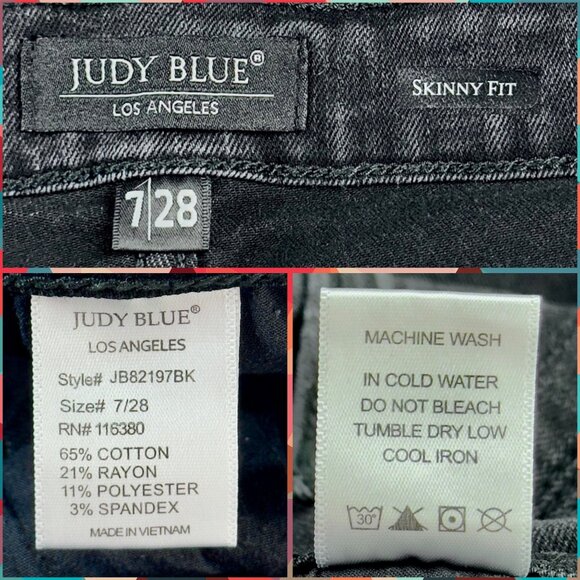 JUDY BLUE®
LOS ANGELES
SKINNY FIT
7|28
JUDY BLUE®
LOS ANGELES
Style# JB82197BK
Size# 7/28
RN# 116380
65% COTTON
21% RAYON
11% POLYESTER
3% SPANDEX
MADE IN VIETNAM
MACHINE WASH
IN COLD WATER
DO NOT BLEACH
TUMBLE DRY LOW
COOL IRON
30°